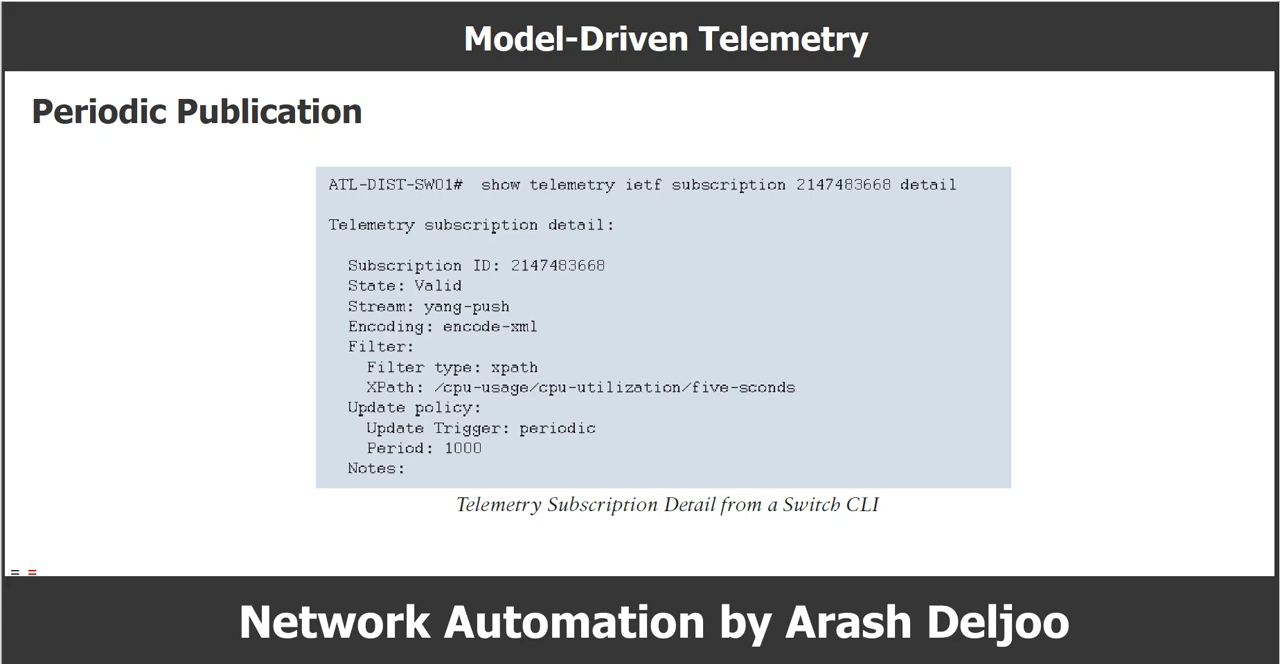 Model-Driven Telemetry
Periodic Publication
ATL-DIST-SW01#  show telemetry ietf subscription 2147483668 detail
Telemetry subscription detail:
Subscription ID: 2147483668
State: Valid
Stream: yang-push
Encoding: encode-xml
Filter:
Filter type: xpath
XPath: /cpu-usage/cpu-utilization/five-sconds
Update policy:
Update Trigger: periodic
Period: 1000
Notes:
Telemetry Subscription Detail from a Switch CLI
= =
Network Automation by Arash Deljoo